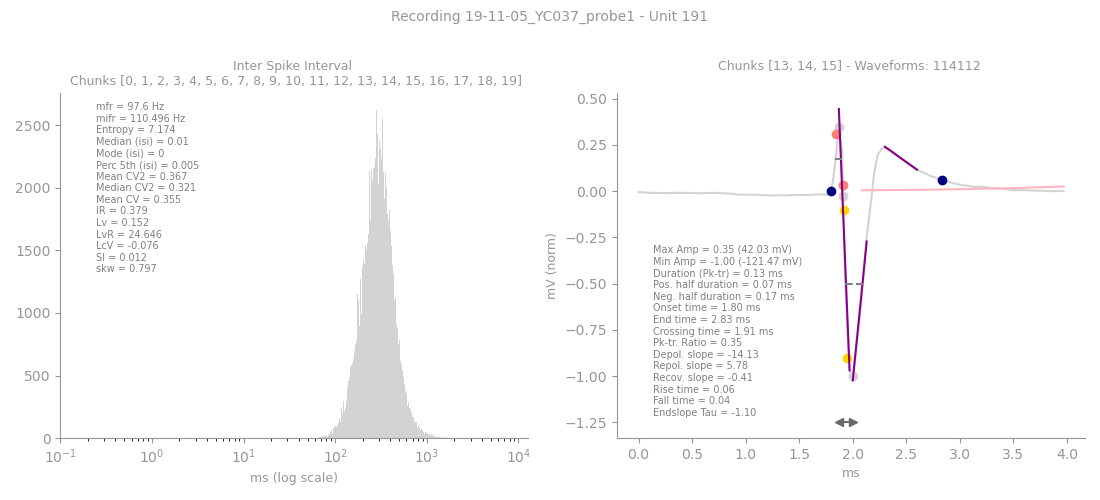 Recording 19-11-05_YC037_probe1 - Unit 191
Inter Spike Interval
Chunks [0, 1, 2, 3, 4, 5, 6, 7, 8, 9, 10, 11, 12, 13, 14, 15, 16, 17, 18, 19]
mfr = 97.6 Hz
mifr = 110.496 Hz
Entropy = 7.174
Median (isi) = 0.01
Mode (isi) = 0
Perc 5th (isi) = 0.005
Mean CV2 = 0.367
Median CV2 = 0.321
Mean CV = 0.355
IR = 0.379
Lv = 0.152
LvR = 24.646
LcV = -0.076
SI = 0.012
skw = 0.797
2500
2000
1500
1000
500
0
10⁻¹ 10⁰ 10¹ 10² 10³ 10⁴
ms (log scale)
Chunks [13, 14, 15] - Waveforms: 114112
0.50
0.25
0.00
−0.25
−0.50
−0.75
−1.00
−1.25
mV (norm)
Max Amp = 0.35 (42.03 mV)
Min Amp = -1.00 (-121.47 mV)
Duration (Pk-tr) = 0.13 ms
Pos. half duration = 0.07 ms
Neg. half duration = 0.17 ms
Onset time = 1.80 ms
End time = 2.83 ms
Crossing time = 1.91 ms
Pk-tr. Ratio = 0.35
Depol. slope = -14.13
Repol. slope = 5.78
Recov. slope = -0.41
Rise time = 0.06
Fall time = 0.04
Endslope Tau = -1.10
0.0 0.5 1.0 1.5 2.0 2.5 3.0 3.5 4.0
ms